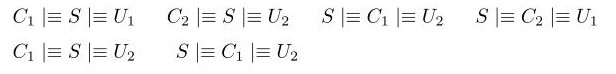 C₁ |≡ S |≡ U₁ C₂ |≡ S |≡ U₂ S |≡ C₁ |≡ U₂ S |≡ C₂ |≡ U₁
C₁ |≡ S |≡ U₂ S |≡ C₁ |≡ U₂